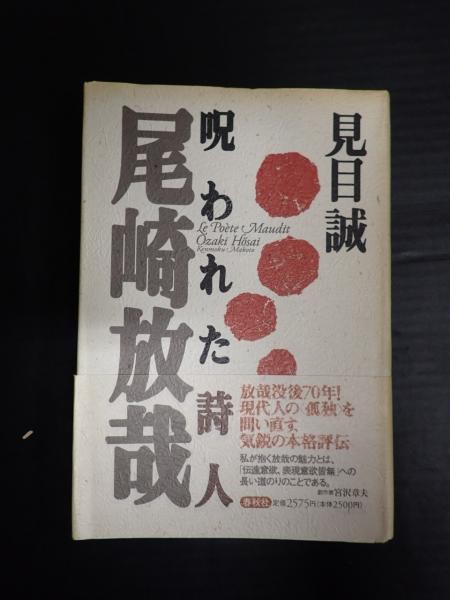 見目誠
呪われた詩人
Le Poète Maudit
Ozaki Hōsai
Kenmoku Makoto
尾崎放哉
放哉没後70年!
現代人の〈孤独〉を
問い直す
気鋭の本格評伝
私が抱く放哉の魅力とは、
「伝達意欲、表現意欲皆無」への
長い道のりのことである。
劇作家 宮沢章夫
春秋社 定価2575円(本体2500円)